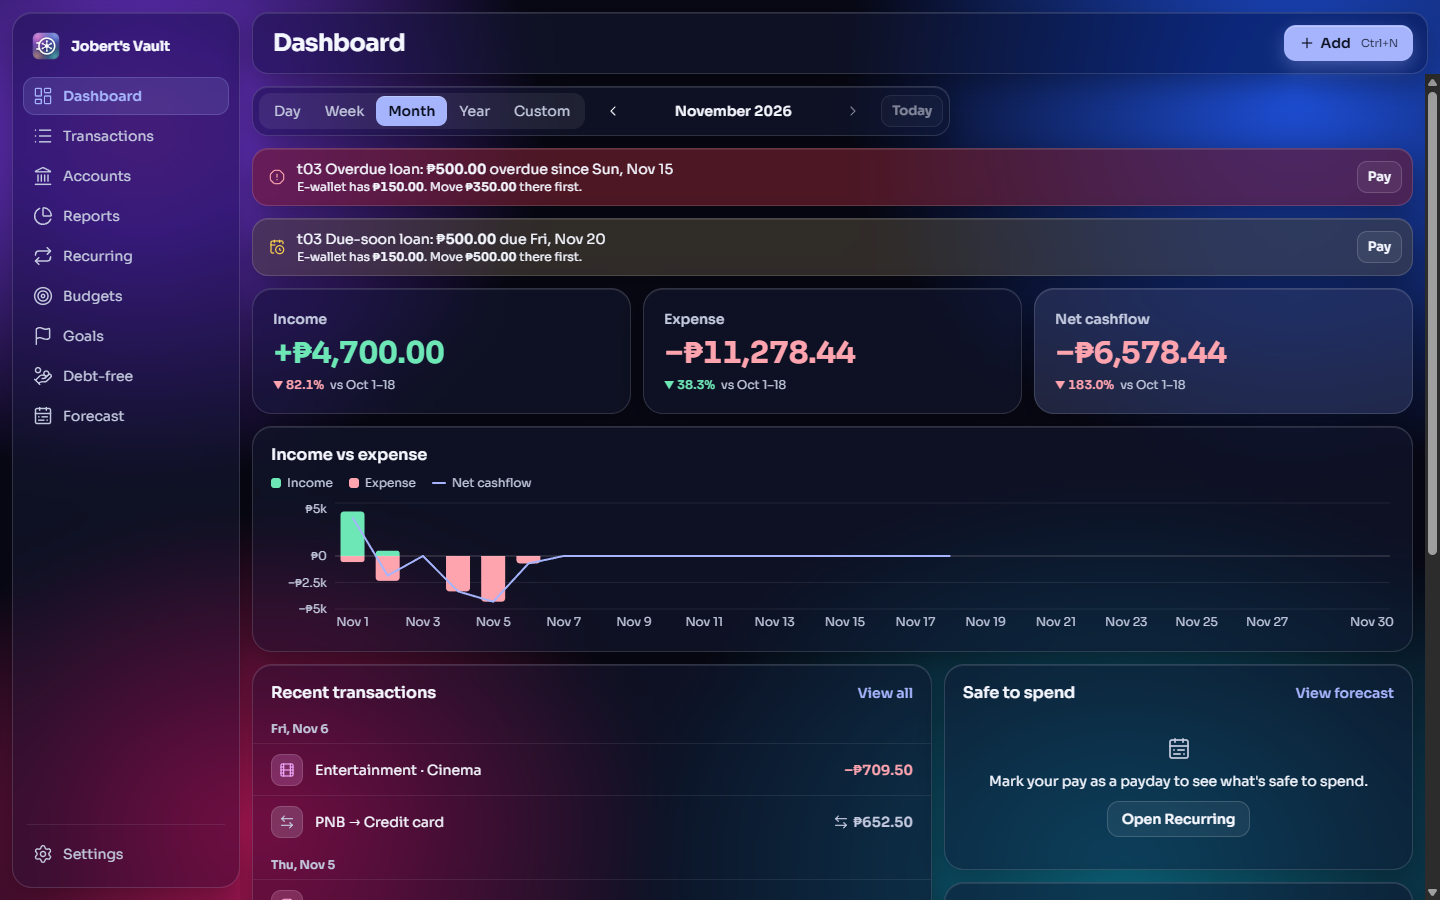 Jobert's Vault
Dashboard
Transactions
Accounts
Reports
Recurring
Budgets
Goals
Debt-free
Forecast
Settings
Dashboard
+ Add Ctrl+N
Day Week Month Year Custom
November 2026
Today
t03 Overdue loan: ₱500.00 overdue since Sun, Nov 15
E-wallet has ₱150.00. Move ₱350.00 there first.
Pay
t03 Due-soon loan: ₱500.00 due Fri, Nov 20
E-wallet has ₱150.00. Move ₱500.00 there first.
Pay
Income
+₱4,700.00
▼ 82.1% vs Oct 1–18
Expense
−₱11,278.44
▼ 38.3% vs Oct 1–18
Net cashflow
−₱6,578.44
▼ 183.0% vs Oct 1–18
Income vs expense
Income Expense Net cashflow
₱5k
₱0
−₱2.5k
−₱5k
Nov 1 Nov 3 Nov 5 Nov 7 Nov 9 Nov 11 Nov 13 Nov 15 Nov 17 Nov 19 Nov 21 Nov 23 Nov 25 Nov 27 Nov 30
Recent transactions
View all
Fri, Nov 6
Entertainment · Cinema −₱709.50
PNB → Credit card ₱652.50
Thu, Nov 5
Safe to spend
View forecast
Mark your pay as a payday to see what's safe to spend.
Open Recurring